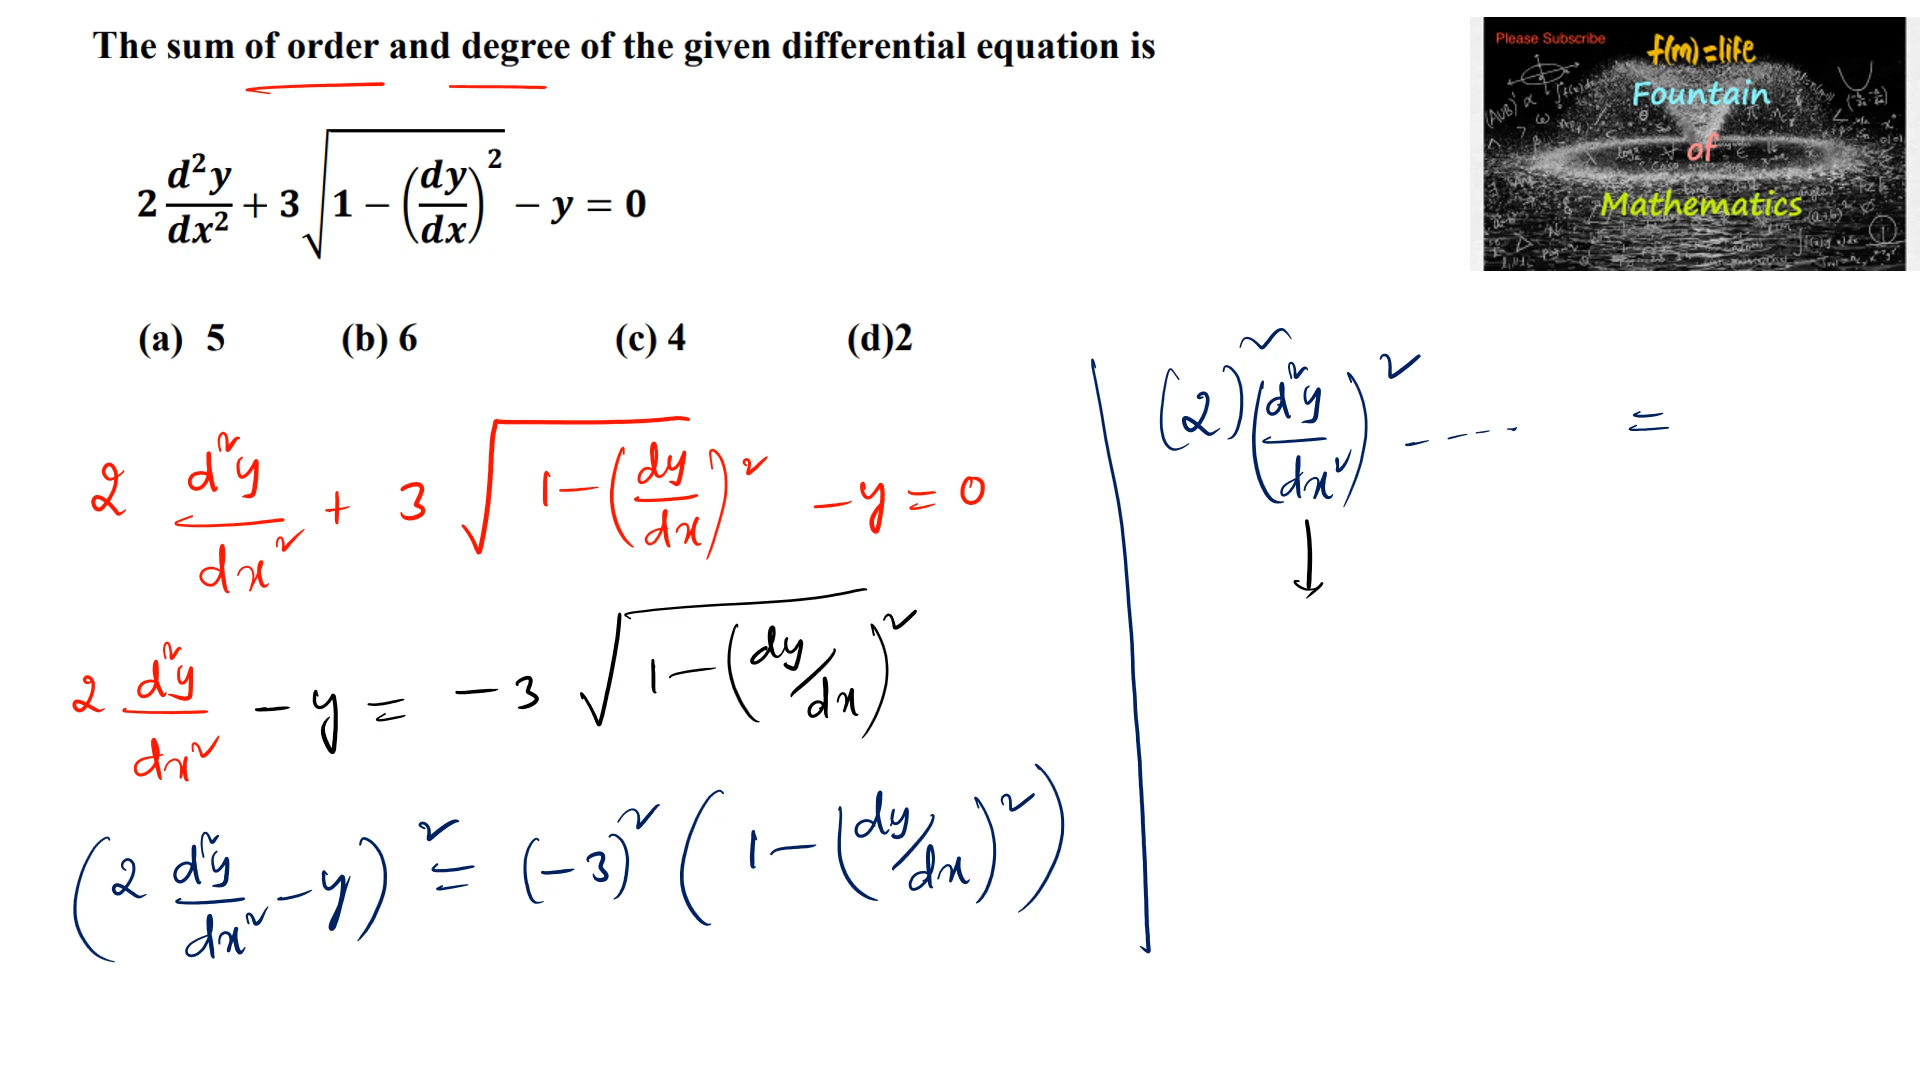 The sum of order and degree of the given differential equation is
2 d²y/dx² + 3 √(1 − (dy/dx)²) − y = 0
(a) 5 (b) 6 (c) 4 (d)2
2 d²y/dx² + 3 √(1 − (dy/dx)²) − y = 0
2 d²y/dx² − y = −3 √(1 − (dy/dx)²)
(2 d²y/dx² − y)² = (−3)² (1 − (dy/dx)²)
(2)² (d²y/dx²)² - ---- =
Please Subscribe
f(m)=life
Fountain
of
Mathematics